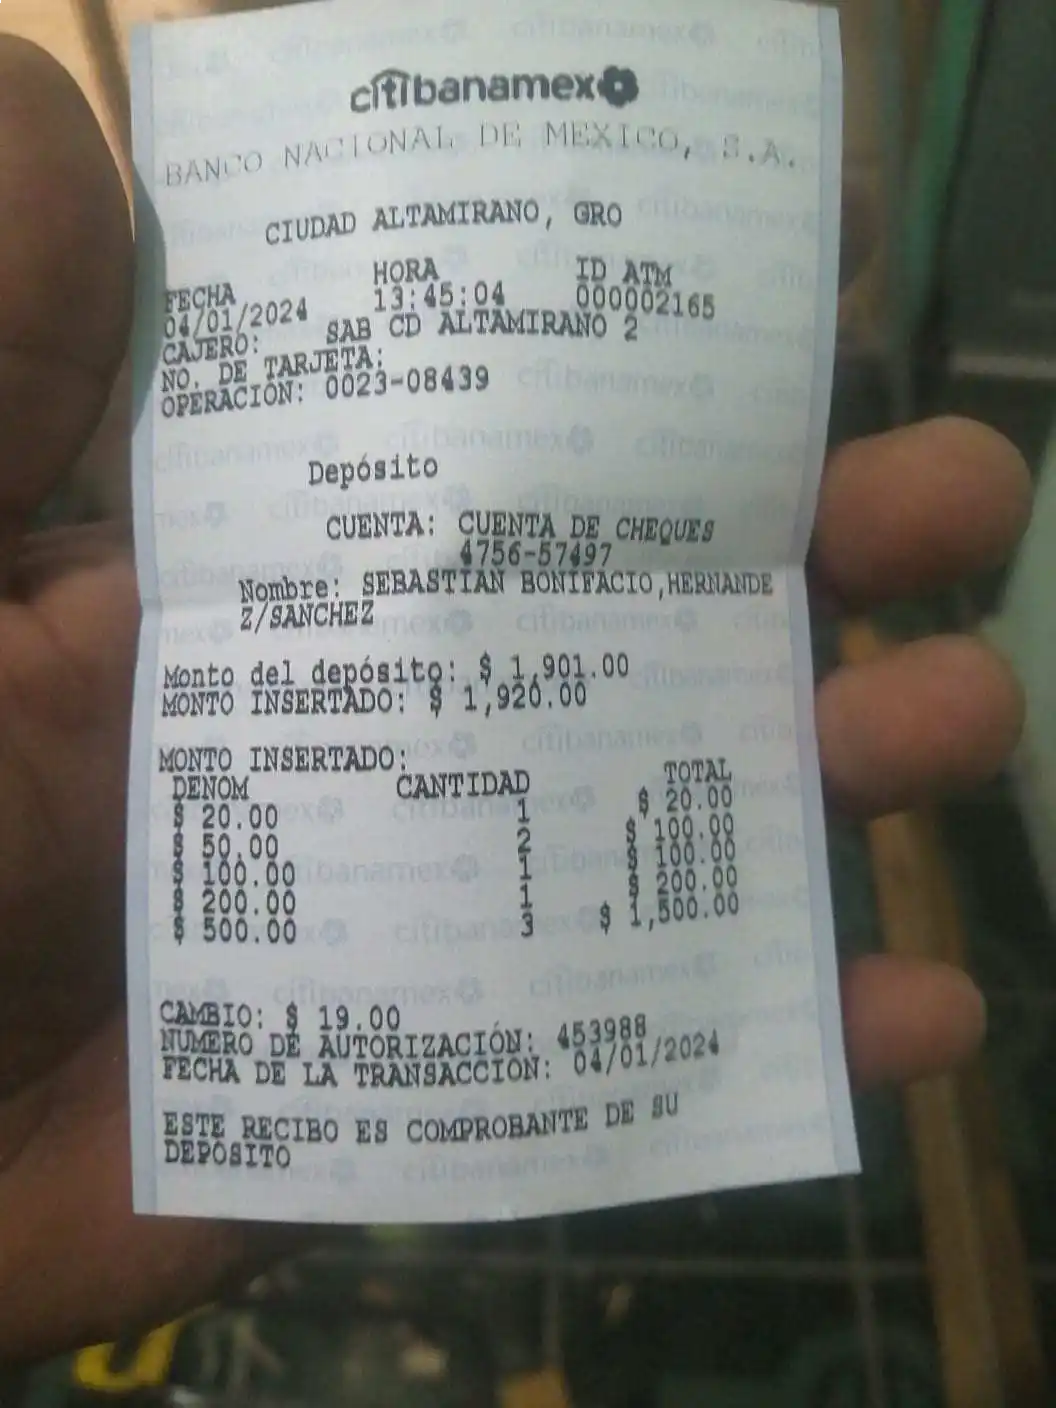 citibanamex
BANCO NACIONAL DE MEXICO, S.A.
CIUDAD ALTAMIRANO, GRO
FECHA HORA ID ATM
04/01/2024 13:45:04 000002165
CAJERO: SAB CD ALTAMIRANO 2
NO. DE TARJETA:
OPERACIÓN: 0023-08439
Depósito
CUENTA: CUENTA DE CHEQUES
4756-57497
Nombre: SEBASTIAN BONIFACIO,HERNANDE
Z/SANCHEZ
Monto del depósito: $ 1,901.00
MONTO INSERTADO: $ 1,920.00
MONTO INSERTADO:
DENOM CANTIDAD TOTAL
$ 20.00 1 $ 20.00
$ 50.00 2 $ 100.00
$ 100.00 1 $ 100.00
$ 200.00 1 $ 200.00
$ 500.00 3 $ 1,500.00
CAMBIO: $ 19.00
NUMERO DE AUTORIZACIÓN: 453988
FECHA DE LA TRANSACCIÓN: 04/01/2024
ESTE RECIBO ES COMPROBANTE DE SU
DEPÓSITO